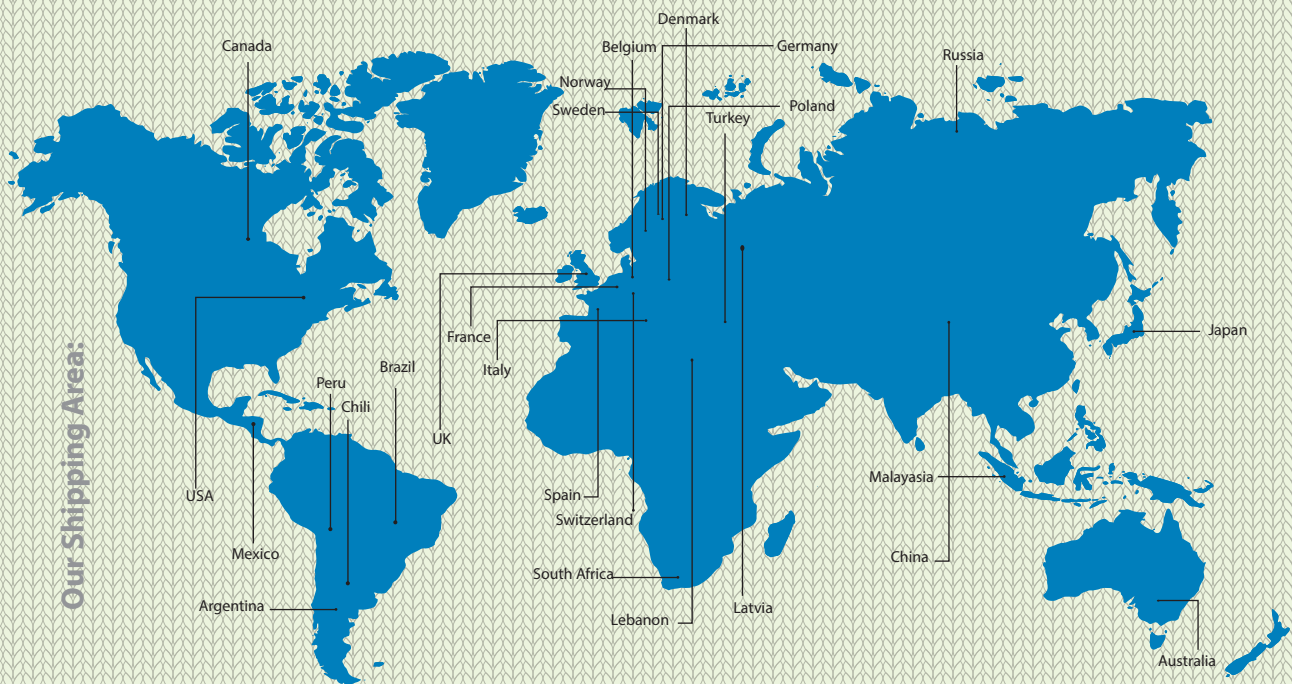 Our Shipping Area:
Denmark
Canada
Belgium
Germany
Russia
Norway
Sweden
Poland
Turkey
Japan
France
Italy
Brazil
Peru
Chili
UK
Malayasia
USA
Spain
Switzerland
Mexico
China
South Africa
Argentina
Latvia
Lebanon
Australia